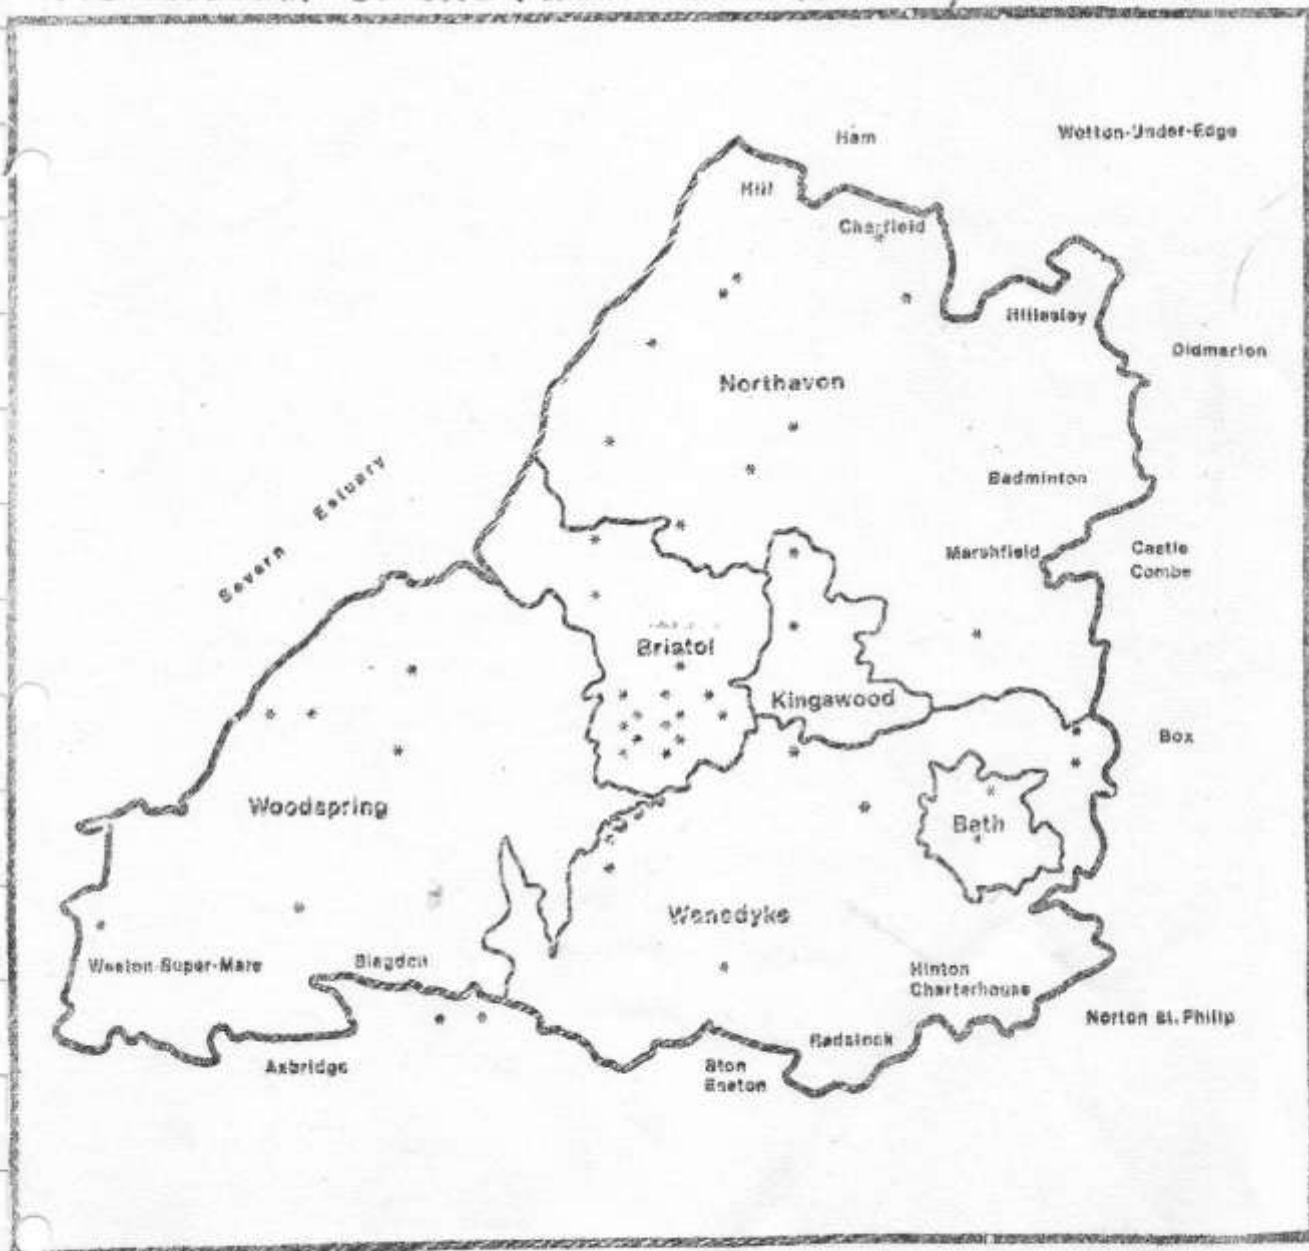 Ham
Wotton-Under-Edge
Hill
Charfield
Hillesley
Didmarton
Northavon
Severn Estuary
Badminton
Marshfield
Castle
Combe
Bristol
Kingswood
Box
Woodspring
Bath
Wansdyke
Weston-Super-Mare
Blagdon
Hinton
Charterhouse
Norton St. Philip
Radstock
Axbridge
Ston
Easton